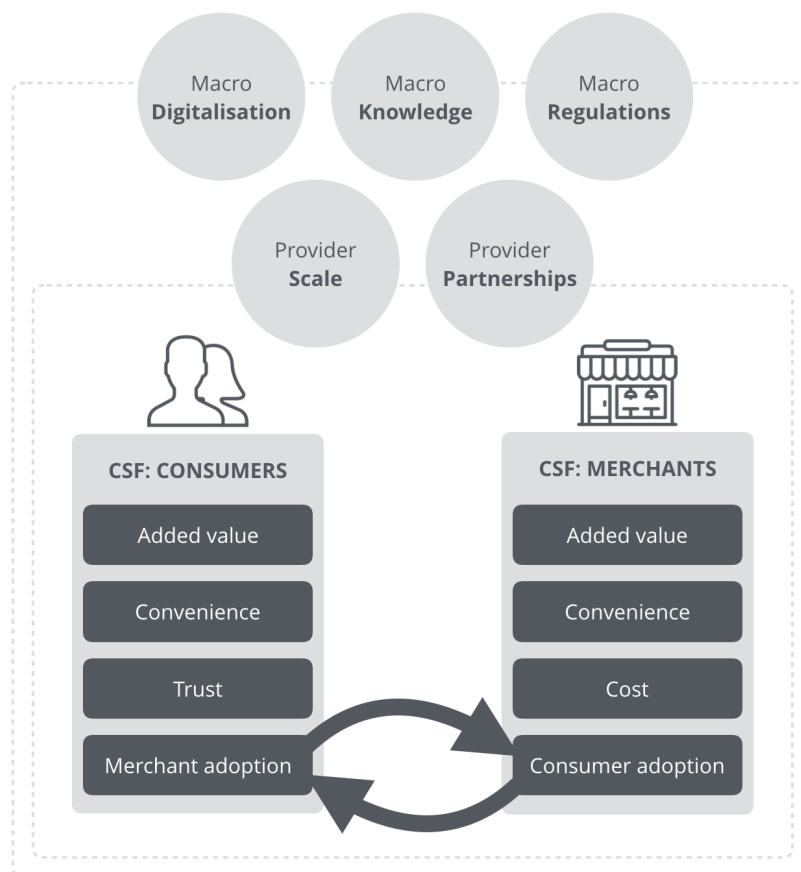 Macro
Digitalisation
Macro
Knowledge
Macro
Regulations
Provider
Scale
Provider
Partnerships
CSF: CONSUMERS
Added value
Convenience
Trust
Merchant adoption
CSF: MERCHANTS
Added value
Convenience
Cost
Consumer adoption